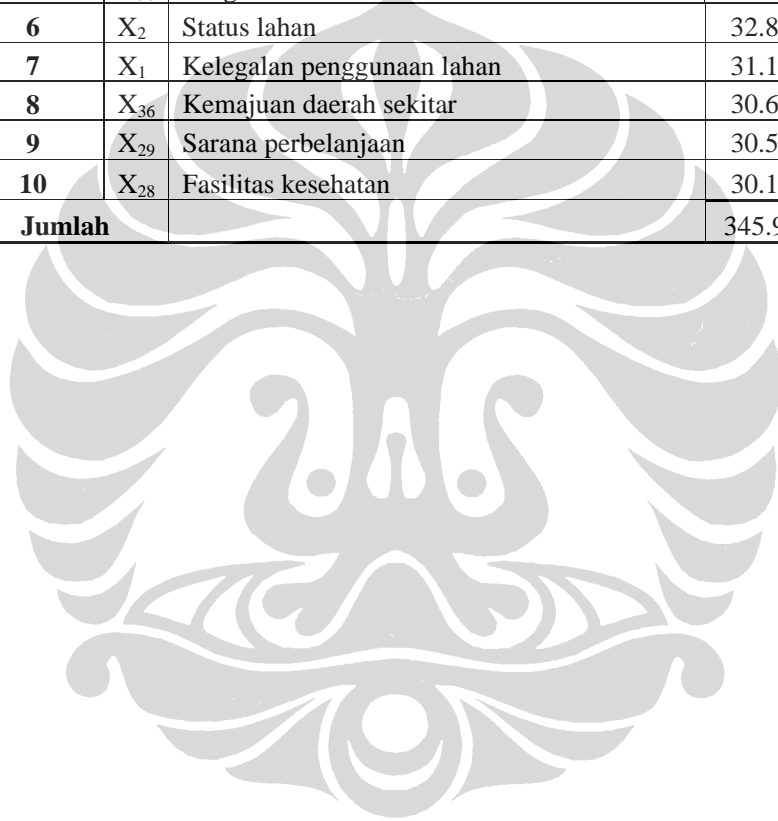 6 X₂ Status lahan 32.8
7 X₁ Kelegalan penggunaan lahan 31.1
8 X₃₆ Kemajuan daerah sekitar 30.6
9 X₂₉ Sarana perbelanjaan 30.5
10 X₂₈ Fasilitas kesehatan 30.1
Jumlah 345.9